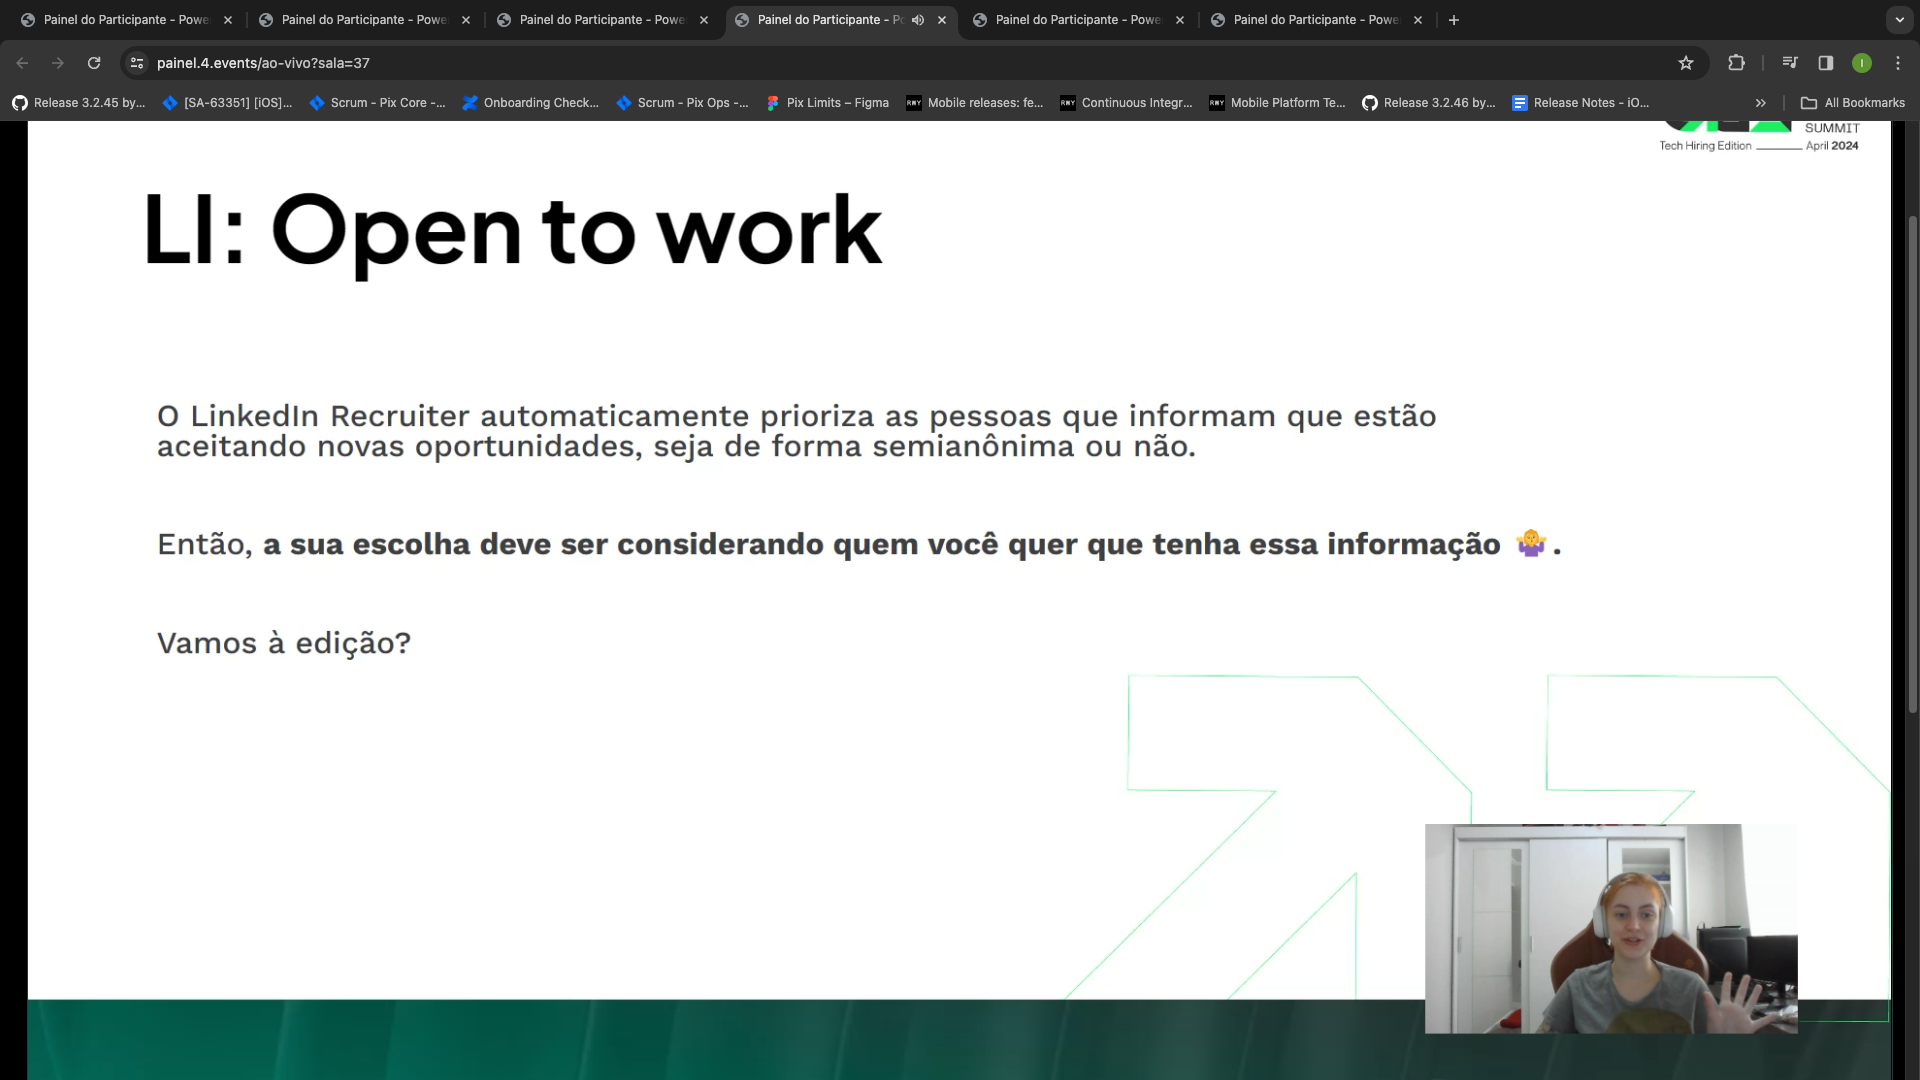 Painel do Participante - Powe
Painel do Participante - Powe
Painel do Participante - Powe
Painel do Participante - Po
Painel do Participante - Powe
Painel do Participante - Powe
painel.4.events/ao-vivo?sala=37
Release 3.2.45 by...
[SA-63351] [iOS]...
Scrum - Pix Core -...
Onboarding Check...
Scrum - Pix Ops -...
Pix Limits – Figma
RWY Mobile releases: fe...
RWY Continuous Integr...
RWY Mobile Platform Te...
Release 3.2.46 by...
Release Notes - iO...
All Bookmarks
SUMMIT
Tech Hiring Edition
April 2024
LI: Open to work
O LinkedIn Recruiter automaticamente prioriza as pessoas que informam que estão
aceitando novas oportunidades, seja de forma semianônima ou não.
Então, a sua escolha deve ser considerando quem você quer que tenha essa informação 🤷.
Vamos à edição?